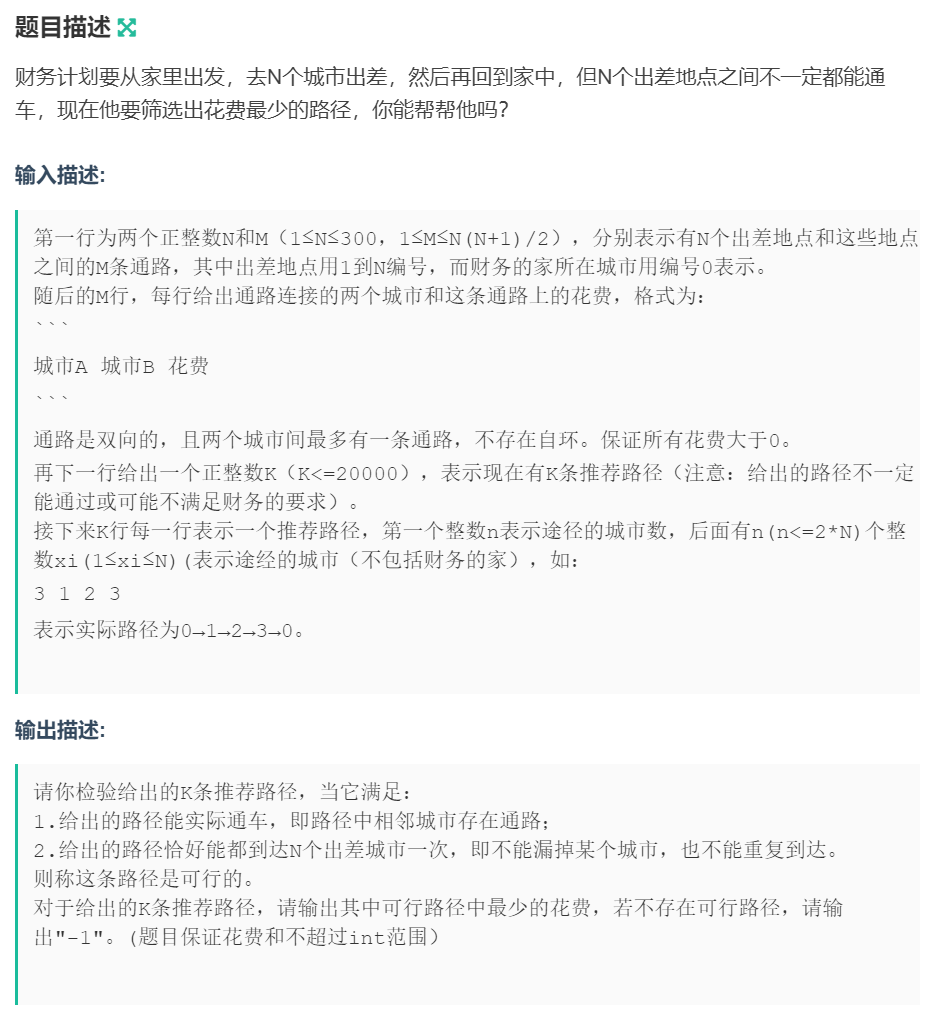 题目描述
财务计划要从家里出发，去N个城市出差，然后再回到家中，但N个出差地点之间不一定都能通
车，现在他要筛选出花费最少的路径，你能帮帮他吗？
输入描述:
第一行为两个正整数N和M（1≤N≤300，1≤M≤N(N+1)/2），分别表示有N个出差地点和这些地点
之间的M条通路，其中出差地点用1到N编号，而财务的家所在城市用编号0表示。
随后的M行，每行给出通路连接的两个城市和这条通路上的花费，格式为：
```
城市A 城市B 花费
```
通路是双向的，且两个城市间最多有一条通路，不存在自环。保证所有花费大于0。
再下一行给出一个正整数K（K<=20000），表示现在有K条推荐路径（注意：给出的路径不一定
能通过或可能不满足财务的要求）。
接下来K行每一行表示一个推荐路径，第一个整数n表示途径的城市数，后面有n(n<=2*N)个整
数xi(1≤xi≤N)(表示途经的城市（不包括财务的家），如：
3 1 2 3
表示实际路径为0→1→2→3→0。
输出描述:
请你检验给出的K条推荐路径，当它满足：
1.给出的路径能实际通车，即路径中相邻城市存在通路；
2.给出的路径恰好能都到达N个出差城市一次，即不能漏掉某个城市，也不能重复到达。
则称这条路径是可行的。
对于给出的K条推荐路径，请输出其中可行路径中最少的花费，若不存在可行路径，请输
出"-1"。(题目保证花费和不超过int范围）